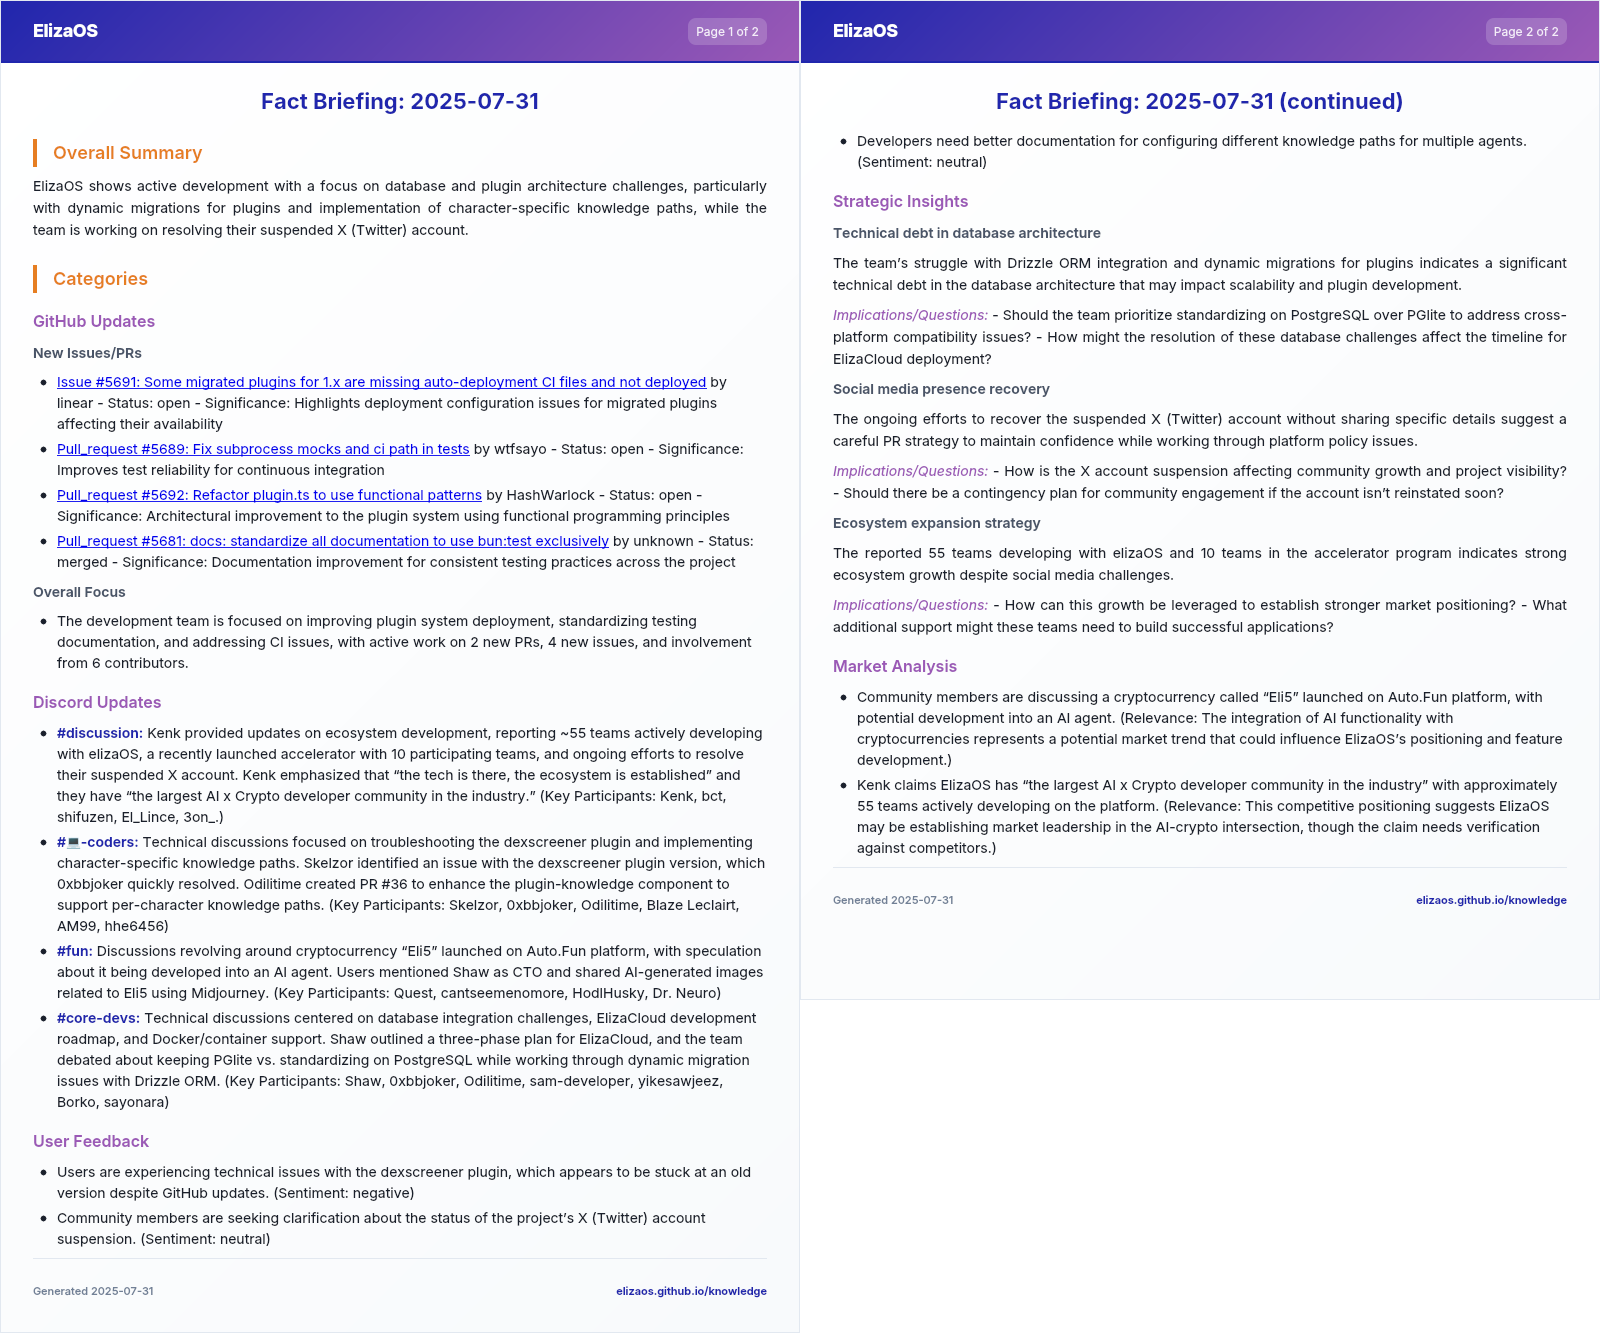 ElizaOS
Page 1 of 2
Fact Briefing: 2025-07-31
Overall Summary
ElizaOS shows active development with a focus on database and plugin architecture challenges, particularly
with dynamic migrations for plugins and implementation of character-specific knowledge paths, while the
team is working on resolving their suspended X (Twitter) account.
Categories
GitHub Updates
New Issues/PRs
• Issue #5691: Some migrated plugins for 1.x are missing auto-deployment CI files and not deployed by
linear - Status: open - Significance: Highlights deployment configuration issues for migrated plugins
affecting their availability
• Pull_request #5689: Fix subprocess mocks and ci path in tests by wtfsayo - Status: open - Significance:
Improves test reliability for continuous integration
• Pull_request #5692: Refactor plugin.ts to use functional patterns by HashWarlock - Status: open -
Significance: Architectural improvement to the plugin system using functional programming principles
• Pull_request #5681: docs: standardize all documentation to use bun:test exclusively by unknown - Status:
merged - Significance: Documentation improvement for consistent testing practices across the project
Overall Focus
• The development team is focused on improving plugin system deployment, standardizing testing
documentation, and addressing CI issues, with active work on 2 new PRs, 4 new issues, and involvement
from 6 contributors.
Discord Updates
• #discussion: Kenk provided updates on ecosystem development, reporting ~55 teams actively developing
with elizaOS, a recently launched accelerator with 10 participating teams, and ongoing efforts to resolve
their suspended X account. Kenk emphasized that “the tech is there, the ecosystem is established” and
they have “the largest AI x Crypto developer community in the industry.” (Key Participants: Kenk, bct,
shifuzen, El_Lince, 3on_.)
• #💻-coders: Technical discussions focused on troubleshooting the dexscreener plugin and implementing
character-specific knowledge paths. Skelzor identified an issue with the dexscreener plugin version, which
0xbbjoker quickly resolved. Odilitime created PR #36 to enhance the plugin-knowledge component to
support per-character knowledge paths. (Key Participants: Skelzor, 0xbbjoker, Odilitime, Blaze Leclairt,
AM99, hhe6456)
• #fun: Discussions revolving around cryptocurrency “Eli5” launched on Auto.Fun platform, with speculation
about it being developed into an AI agent. Users mentioned Shaw as CTO and shared AI-generated images
related to Eli5 using Midjourney. (Key Participants: Quest, cantseemenomore, HodlHusky, Dr. Neuro)
• #core-devs: Technical discussions centered on database integration challenges, ElizaCloud development
roadmap, and Docker/container support. Shaw outlined a three-phase plan for ElizaCloud, and the team
debated about keeping PGlite vs. standardizing on PostgreSQL while working through dynamic migration
issues with Drizzle ORM. (Key Participants: Shaw, 0xbbjoker, Odilitime, sam-developer, yikesawjeez,
Borko, sayonara)
User Feedback
• Users are experiencing technical issues with the dexscreener plugin, which appears to be stuck at an old
version despite GitHub updates. (Sentiment: negative)
• Community members are seeking clarification about the status of the project’s X (Twitter) account
suspension. (Sentiment: neutral)
Generated 2025-07-31
elizaos.github.io/knowledge
ElizaOS
Page 2 of 2
Fact Briefing: 2025-07-31 (continued)
• Developers need better documentation for configuring different knowledge paths for multiple agents.
(Sentiment: neutral)
Strategic Insights
Technical debt in database architecture
The team’s struggle with Drizzle ORM integration and dynamic migrations for plugins indicates a significant
technical debt in the database architecture that may impact scalability and plugin development.
Implications/Questions: - Should the team prioritize standardizing on PostgreSQL over PGlite to address cross-
platform compatibility issues? - How might the resolution of these database challenges affect the timeline for
ElizaCloud deployment?
Social media presence recovery
The ongoing efforts to recover the suspended X (Twitter) account without sharing specific details suggest a
careful PR strategy to maintain confidence while working through platform policy issues.
Implications/Questions: - How is the X account suspension affecting community growth and project visibility?
- Should there be a contingency plan for community engagement if the account isn’t reinstated soon?
Ecosystem expansion strategy
The reported 55 teams developing with elizaOS and 10 teams in the accelerator program indicates strong
ecosystem growth despite social media challenges.
Implications/Questions: - How can this growth be leveraged to establish stronger market positioning? - What
additional support might these teams need to build successful applications?
Market Analysis
• Community members are discussing a cryptocurrency called “Eli5” launched on Auto.Fun platform, with
potential development into an AI agent. (Relevance: The integration of AI functionality with
cryptocurrencies represents a potential market trend that could influence ElizaOS’s positioning and feature
development.)
• Kenk claims ElizaOS has “the largest AI x Crypto developer community in the industry” with approximately
55 teams actively developing on the platform. (Relevance: This competitive positioning suggests ElizaOS
may be establishing market leadership in the AI-crypto intersection, though the claim needs verification
against competitors.)
Generated 2025-07-31
elizaos.github.io/knowledge